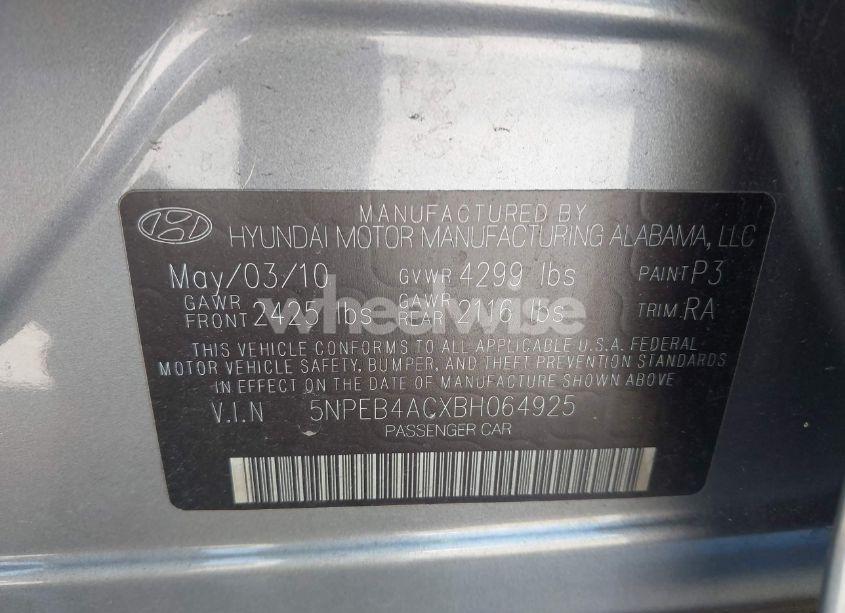 MANUFACTURED BY
HYUNDAI MOTOR MANUFACTURING ALABAMA, LLC
May/03/10 GVWR 4299 lbs PAINT P3
GAWR FRONT 2425 lbs GAWR REAR 2116 lbs TRIM: RA
wheelwise
THIS VEHICLE CONFORMS TO ALL APPLICABLE U.S.A. FEDERAL
MOTOR VEHICLE SAFETY, BUMPER, AND THEFT PREVENTION STANDARDS
IN EFFECT ON THE DATE OF MANUFACTURE SHOWN ABOVE
V.I.N 5NPEB4ACXBH064925
PASSENGER CAR